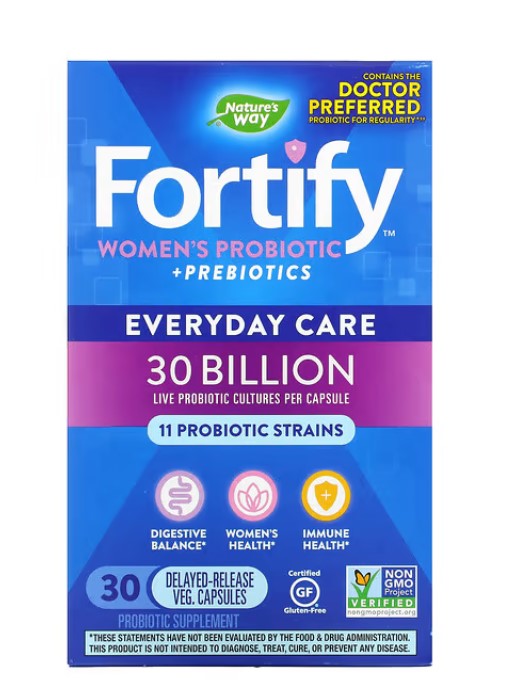 Nature's
Way
CONTAINS THE
DOCTOR
PREFERRED
PROBIOTIC FOR REGULARITY
Fortify™
WOMEN'S PROBIOTIC
+PREBIOTICS
EVERYDAY CARE
30 BILLION
LIVE PROBIOTIC CULTURES PER CAPSULE
11 PROBIOTIC STRAINS
DIGESTIVE
BALANCE*
WOMEN'S
HEALTH*
IMMUNE
HEALTH*
30 DELAYED-RELEASE
VEG. CAPSULES
Certified
GF
Gluten-Free
NON
GMO
Project
VERIFIED
nongmoproject.org
PROBIOTIC SUPPLEMENT
*THESE STATEMENTS HAVE NOT BEEN EVALUATED BY THE FOOD & DRUG ADMINISTRATION.
THIS PRODUCT IS NOT INTENDED TO DIAGNOSE, TREAT, CURE, OR PREVENT ANY DISEASE.